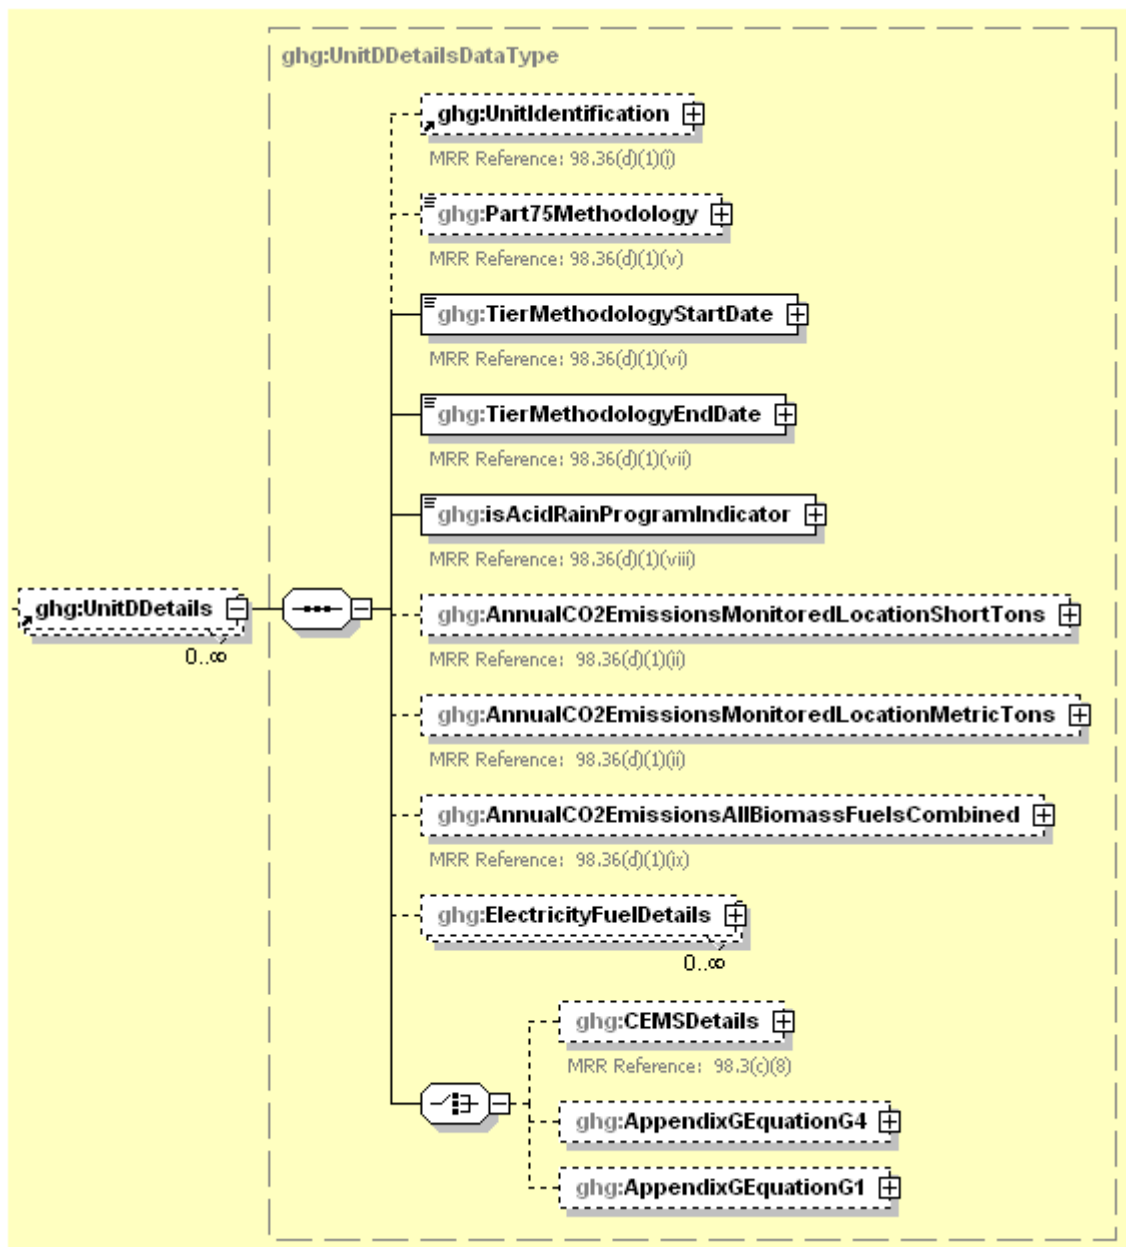 ghg:UnitDDetailsDataType
ghg:UnitIdentification
MRR Reference: 98.36(d)(1)(i)
ghg:Part75Methodology
MRR Reference: 98.36(d)(1)(v)
ghg:TierMethodologyStartDate
MRR Reference: 98.36(d)(1)(vi)
ghg:TierMethodologyEndDate
MRR Reference: 98.36(d)(1)(vii)
ghg:isAcidRainProgramIndicator
MRR Reference: 98.36(d)(1)(viii)
ghg:UnitDDetails
0..∞
ghg:AnnualCO2EmissionsMonitoredLocationShortTons
MRR Reference: 98.36(d)(1)(ii)
ghg:AnnualCO2EmissionsMonitoredLocationMetricTons
MRR Reference: 98.36(d)(1)(ii)
ghg:AnnualCO2EmissionsAllBiomassFuelsCombined
MRR Reference: 98.36(d)(1)(ix)
ghg:ElectricityFuelDetails
0..∞
ghg:CEMSDetails
MRR Reference: 98.3(c)(8)
ghg:AppendixGEquationG4
ghg:AppendixGEquationG1